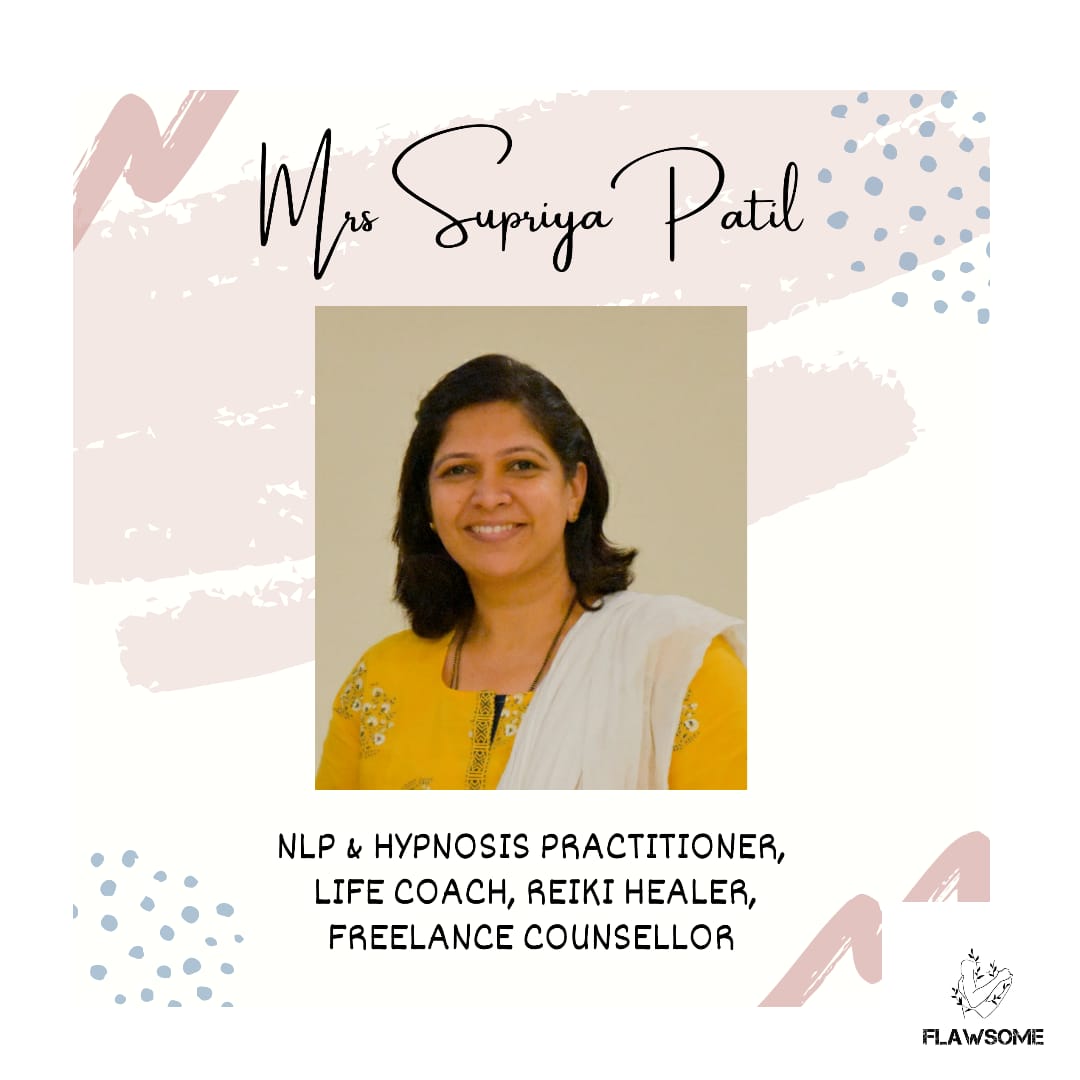 Mrs Supriya Patil
NLP & HYPNOSIS PRACTITIONER,
LIFE COACH, REIKI HEALER,
FREELANCE COUNSELLOR
FLAWSOME